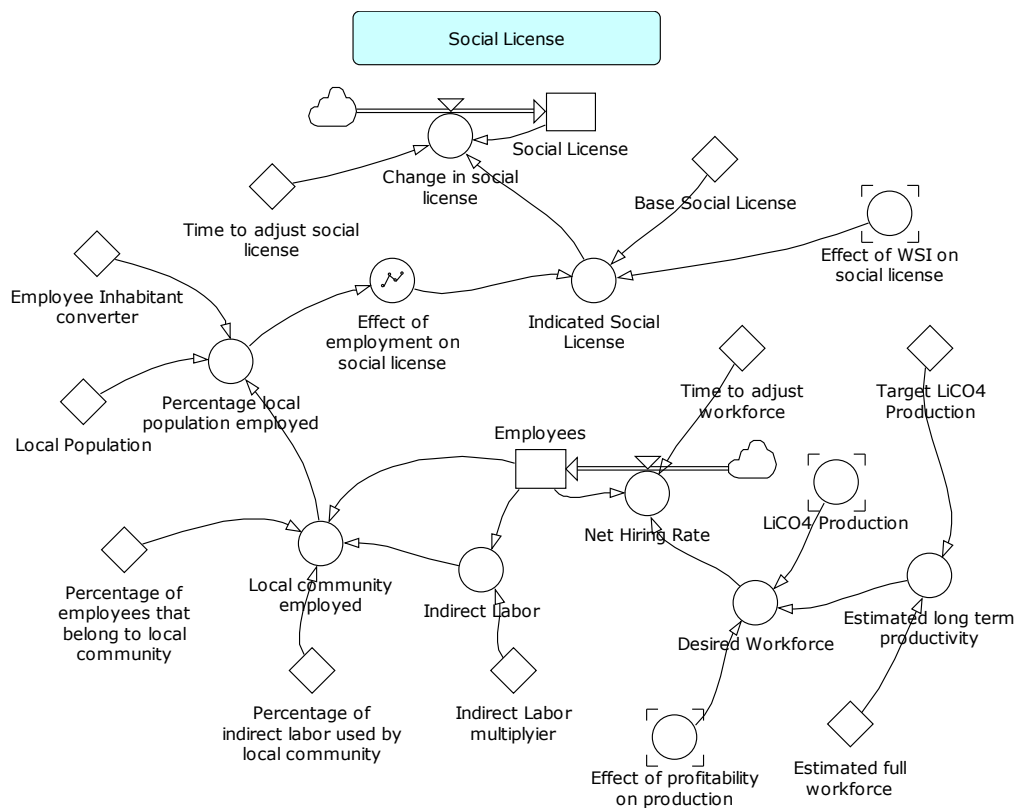 Social License
Social License
Change in social
license
Base Social License
Time to adjust social
license
Effect of WSI on
social license
Employee Inhabitant
converter
Effect of
employment on
social license
Indicated Social
License
Percentage local
population employed
Local Population
Time to adjust
workforce
Target LiCO4
Production
Employees
LiCO4 Production
Net Hiring Rate
Percentage of
employees that
belong to local
community
Local community
employed
Indirect Labor
Estimated long term
productivity
Desired Workforce
Percentage of
indirect labor used by
local community
Indirect Labor
multiplyier
Effect of profitability
on production
Estimated full
workforce